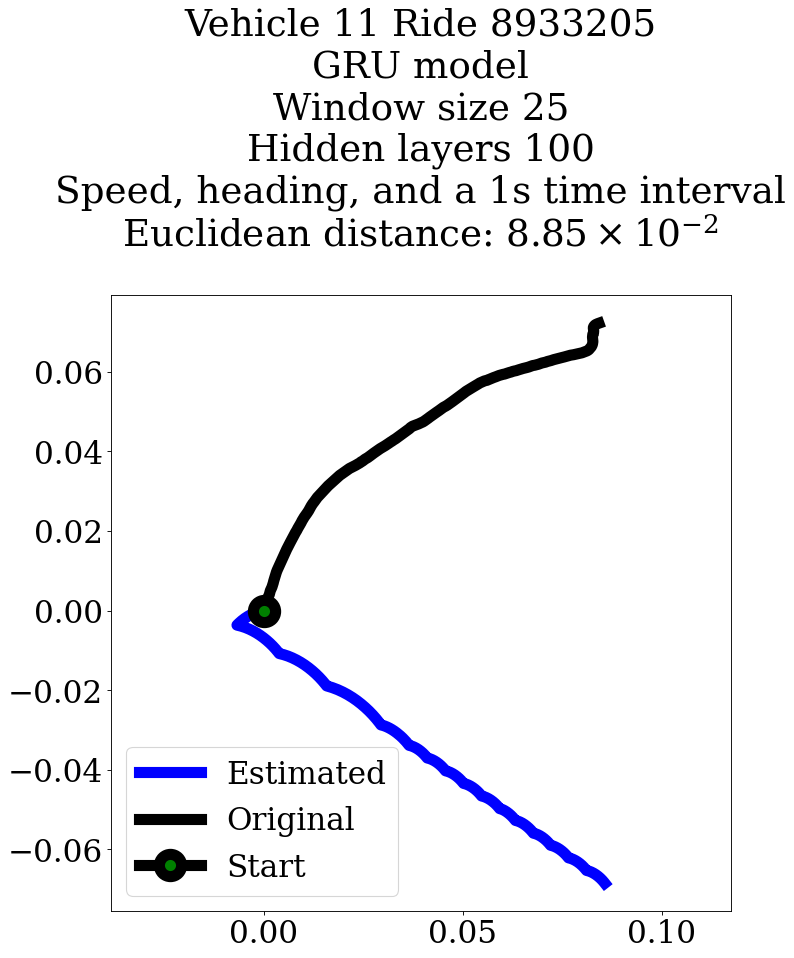 Vehicle 11 Ride 8933205
GRU model
Window size 25
Hidden layers 100
Speed, heading, and a 1s time interval
Euclidean distance: 8.85 × 10⁻²
0.06
0.04
0.02
0.00
−0.02
−0.04
−0.06
Estimated
Original
Start
0.00 0.05 0.10